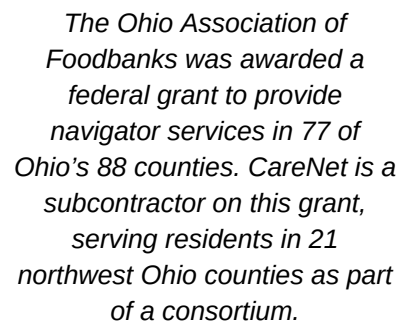 The Ohio Association of
Foodbanks was awarded a
federal grant to provide
navigator services in 77 of
Ohio's 88 counties. CareNet is a
subcontractor on this grant,
serving residents in 21
northwest Ohio counties as part
of a consortium.